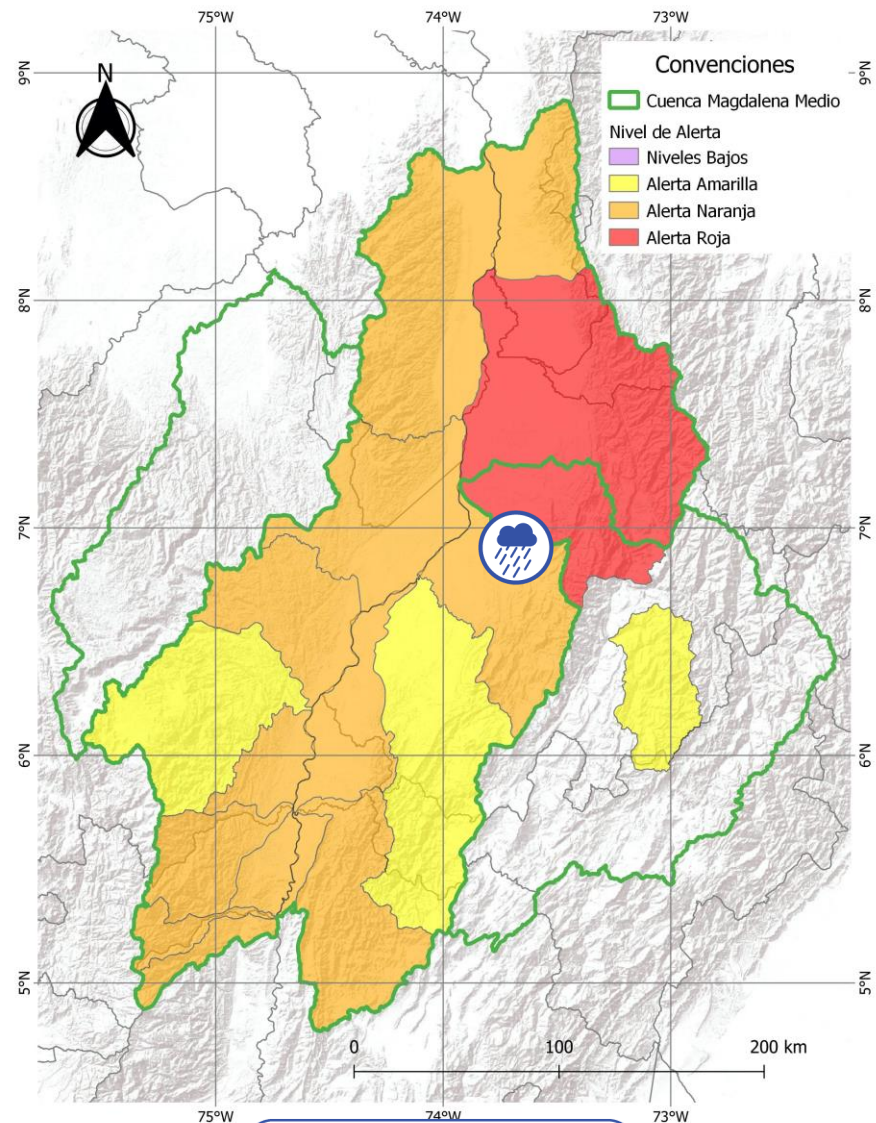 75°W 74°W 73°W
9°N 9°N
N
Convenciones
Cuenca Magdalena Medio
Nivel de Alerta
Niveles Bajos
Alerta Amarilla
Alerta Naranja
Alerta Roja
8°N 8°N
7°N 7°N
6°N 6°N
5°N 5°N
0 100 200 km
75°W 74°W 73°W